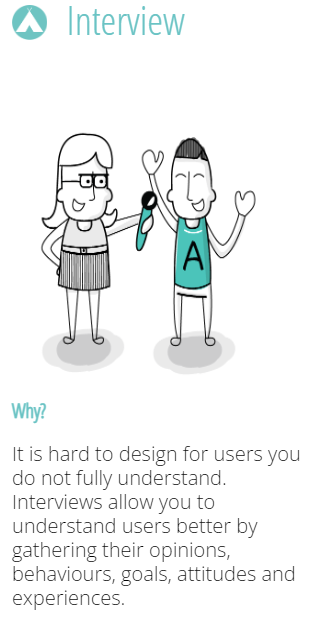 Interview
A
Why?
It is hard to design for users you
do not fully understand.
Interviews allow you to
understand users better by
gathering their opinions,
behaviours, goals, attitudes and
experiences.